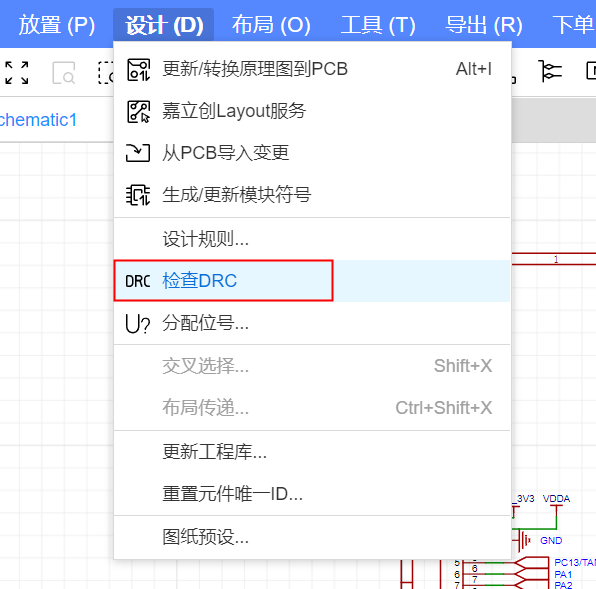 放置 (P) 设计 (D) 布局 (O) 工具 (T) 导出 (R) 下单
更新/转换原理图到PCB Alt+I
嘉立创Layout服务
chematic1
从PCB导入变更
生成/更新模块符号
设计规则...
1
DRC 检查DRC
U? 分配位号...
交叉选择... Shift+X
布局传递... Ctrl+Shift+X
更新工程库...
重置元件唯一ID...
_3V3 VDDA
图纸预设...
GND
5 6 PC13/TAM
6 7 PA1
7 PA2